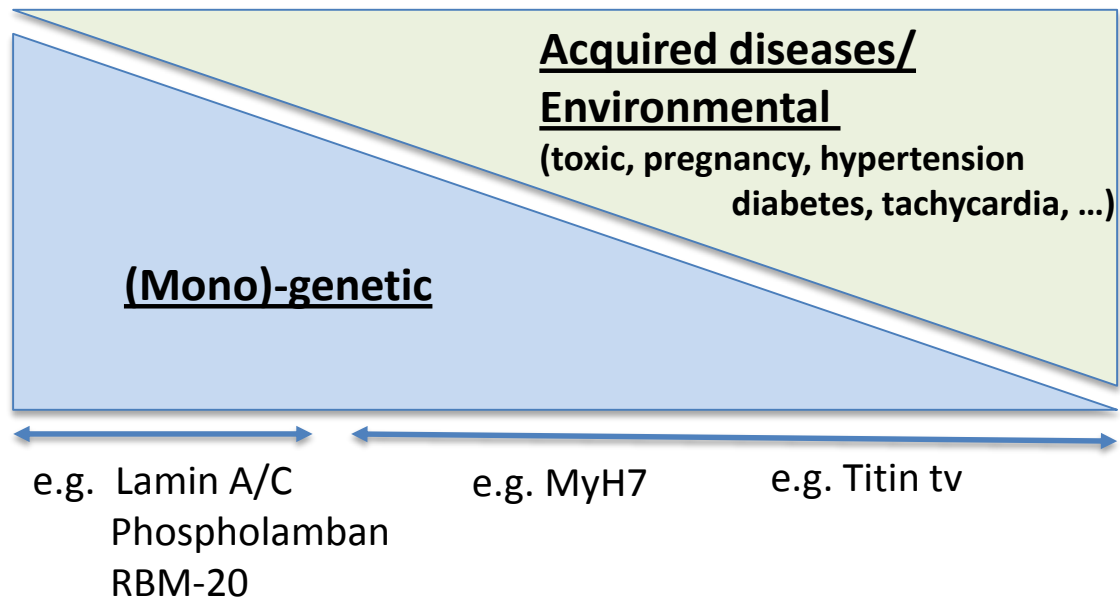 Acquired diseases/
Environmental
(toxic, pregnancy, hypertension
diabetes, tachycardia, ...)
(Mono)-genetic
e.g. Lamin A/C
Phospholamban
RBM-20
e.g. MyH7
e.g. Titin tv